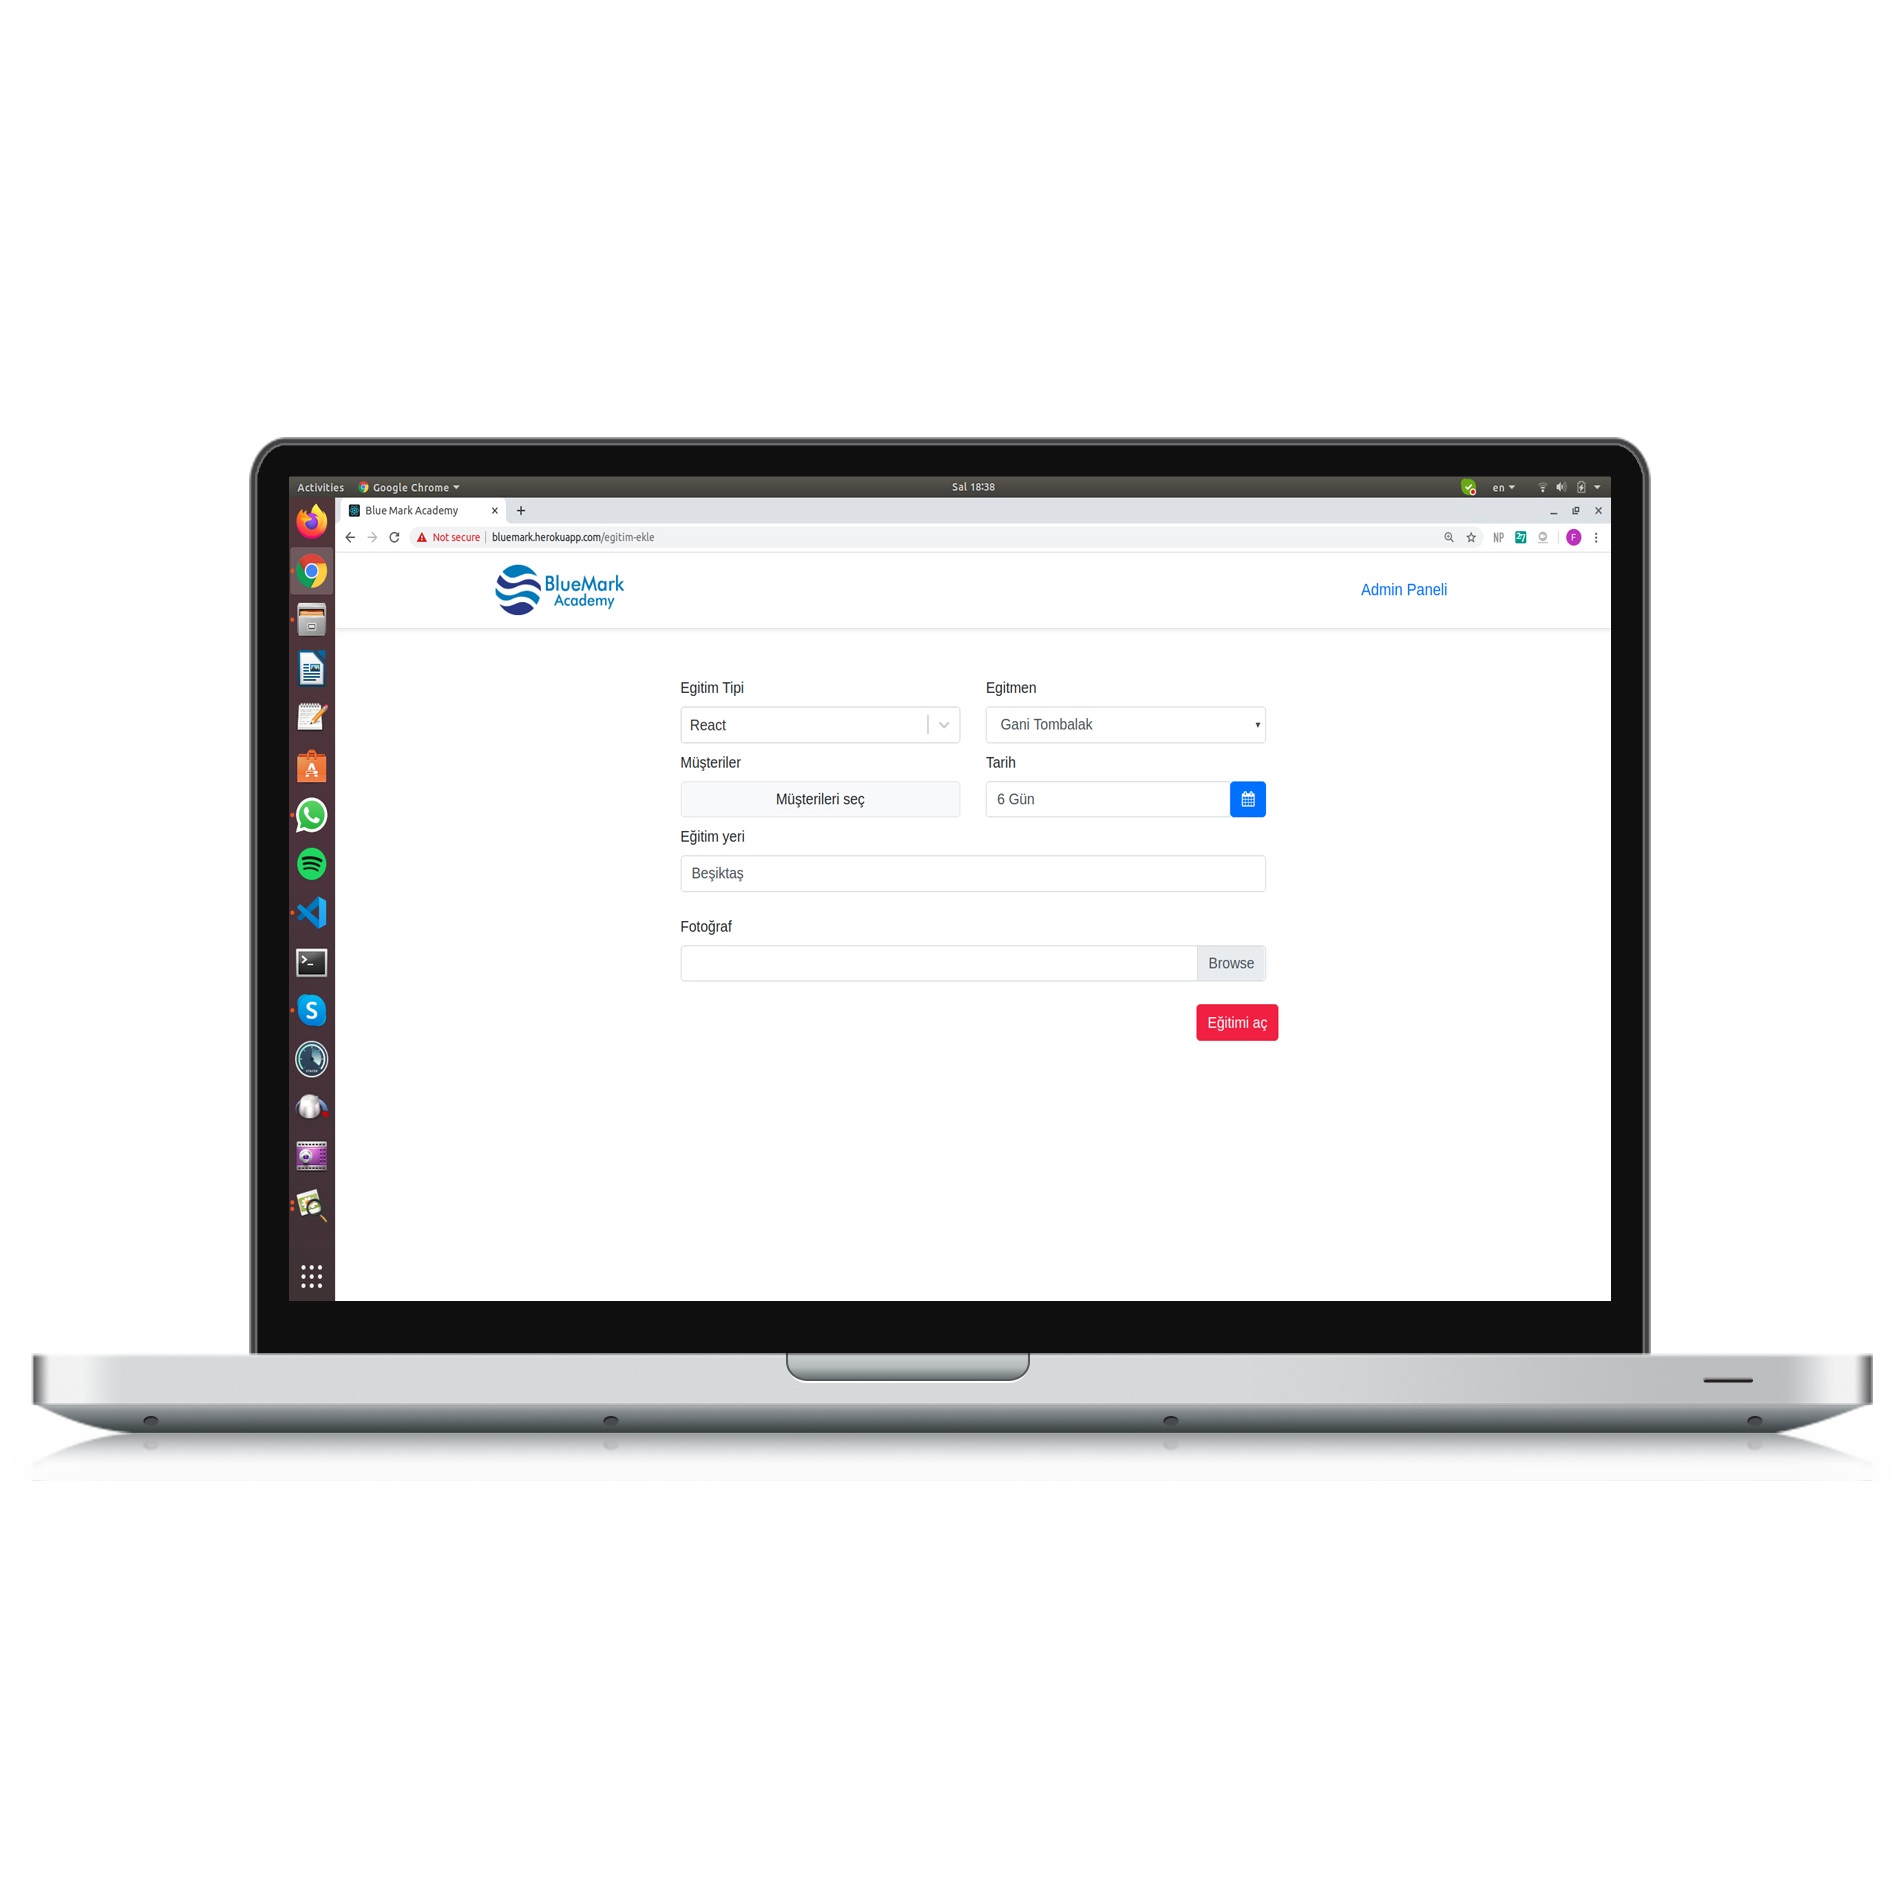 Activities Google Chrome Sal 18:38 en
Blue Mark Academy
Not secure bluemark.herokuapp.com/egitim-ekle NP 27 F
BlueMark
Academy
Admin Paneli
Egitim Tipi Egitmen
React Gani Tombalak
Müşteriler Tarih
Müşterileri seç 6 Gün
Eğitim yeri
Beşiktaş
Fotoğraf
Browse
Eğitimi aç